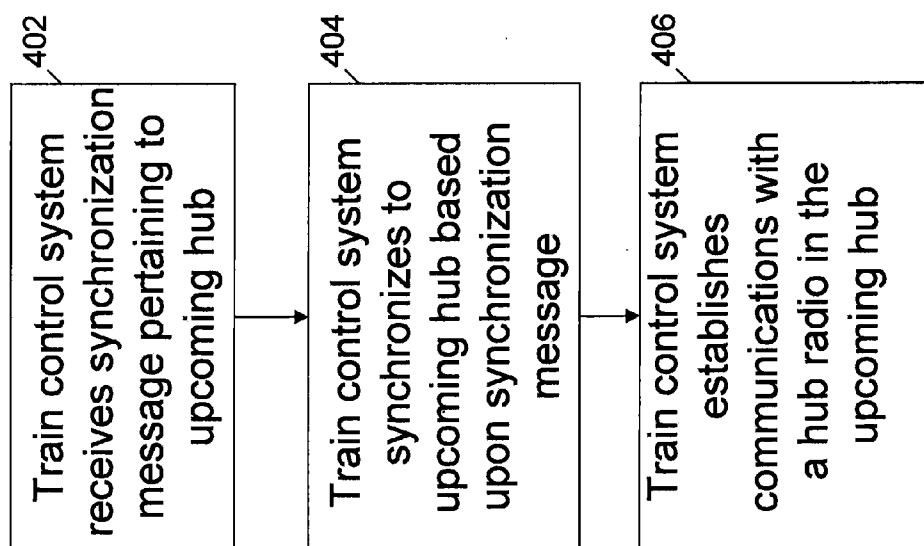 402
Train control system
receives synchronization
message pertaining to
upcoming hub
404
Train control system
synchronizes to
upcoming hub based
upon synchronization
message
406
Train control system
establishes
communications with
a hub radio in the
upcoming hub